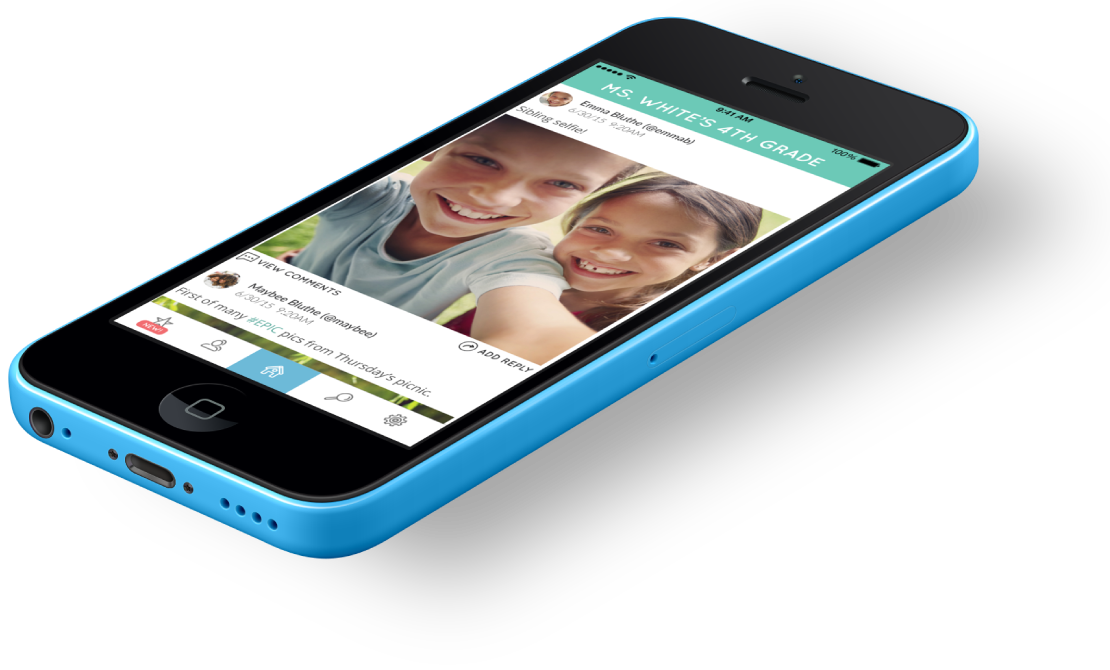 9:41 AM
100%
MS. WHITE'S 4TH GRADE
Emma Bluthe (@emmab)
6/30/15 9:20AM
Sibling selfie!
VIEW COMMENTS
ADD REPLY
Maybee Bluthe (@maybee)
6/30/15 9:20AM
First of many #EPIC pics from Thursday's picnic.
NEW!